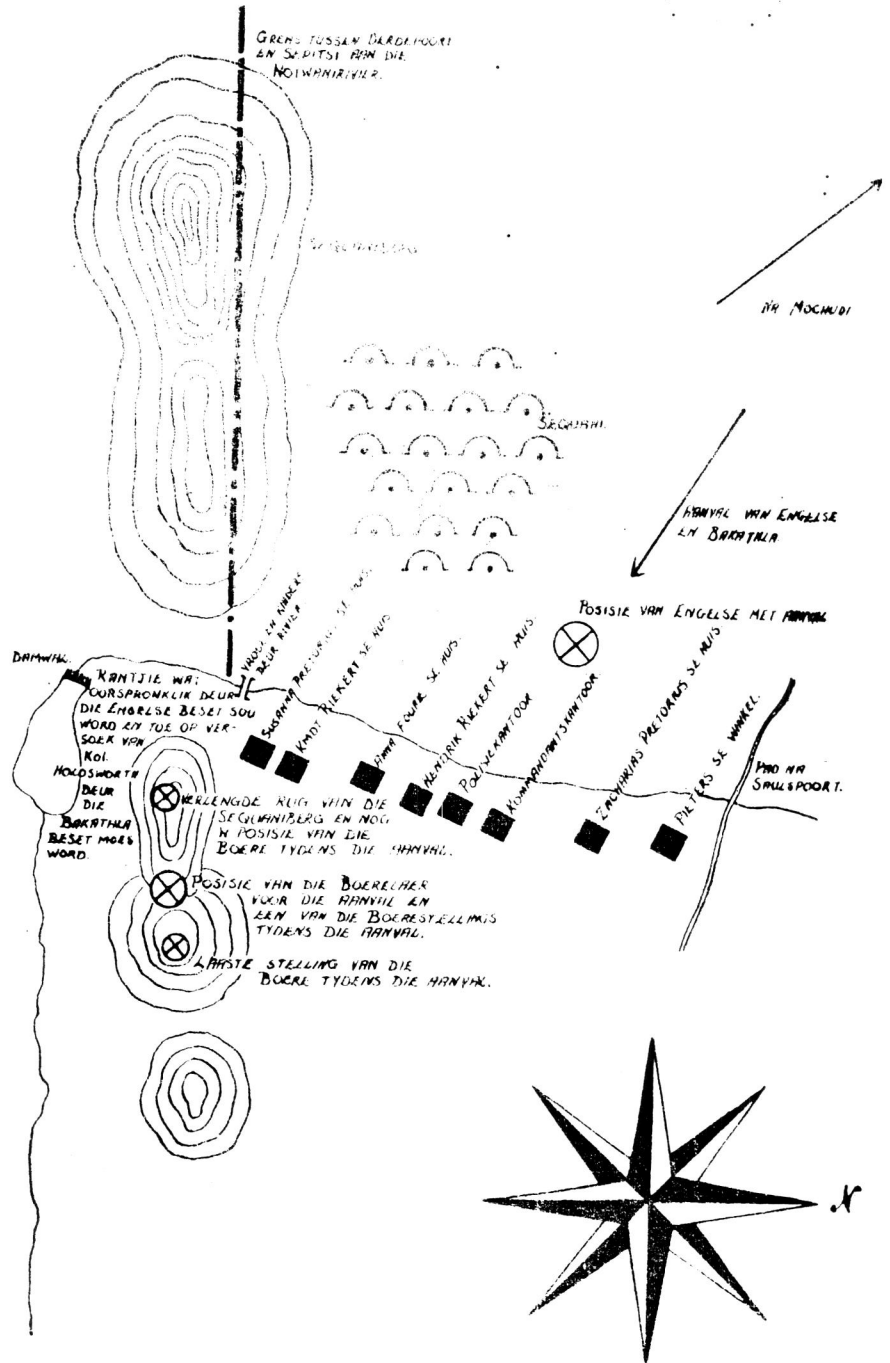 GRENS TUSSEN DERDEPOORT
EN SEPITSI AAN DIE
NOTWANIRIVIER.
NA MOCHUDI
SEQUANI.
AANVAL VAN ENGELSE
EN BAKATHLA
POSISIE VAN ENGELSE MET AANVAL
DAMWAL.
VROUE EN KINDERS
DEUR RIVIER
SUSANNA PRETORIUS SE HUIS.
KMDT RIEKERT SE HUIS
ANNA FOURIE SE HUIS.
HENDRIK RIEKERT SE HUIS.
POLISIEKANTOOR
KOMMANDANTSKANTOOR
ZACHARIAS PRETORIUS SE HUIS
PIETERS SE WINKEL.
PAD NA
SAULSPOORT.
KANTJIE WAT
OORSPRONKLIK DEUR
DIE ENGELSE BESET SOU
WORD EN TOE OP VER-
SOEK VAN
KOL.
HOLDSWORTH
DEUR
DIE
BAKATHLA
BESET MOES
WORD.
VERLENGDE RUG VAN DIE
SEQUANIBERG EN NOG
'N POSISIE VAN DIE
BOERE TYDENS DIE AANVAL.
POSISIE VAN DIE BOERELAER
VOOR DIE AANVAL EN
EEN VAN DIE BOERESTELLINGS
TYDENS DIE AANVAL.
LAASTE STELLING VAN DIE
BOERE TYDENS DIE AANVAL.
N